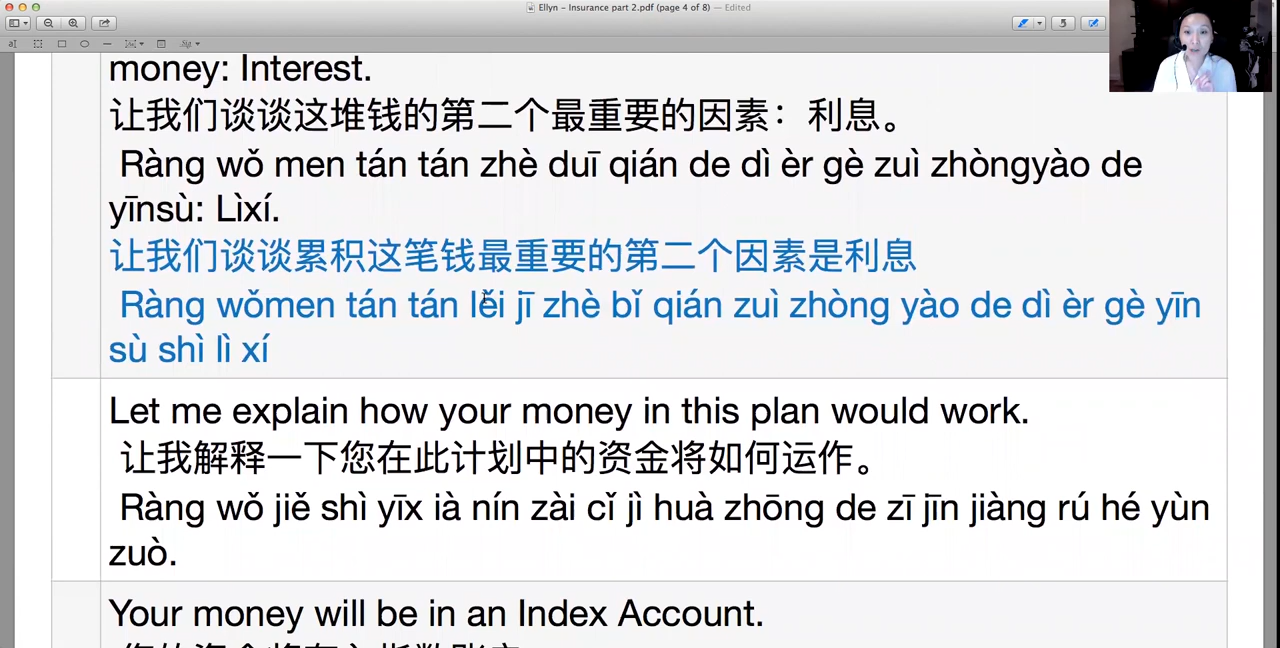 Ellyn – Insurance part 2.pdf (page 4 of 8) — Edited
money: Interest.
让我们谈谈这堆钱的第二个最重要的因素：利息。
Ràng wǒ men tán tán zhè duī qián de dì èr gè zuì zhòngyào de
yīnsù: Lìxí.
让我们谈谈累积这笔钱最重要的第二个因素是利息
Ràng wǒmen tán tán lěi jī zhè bǐ qián zuì zhòng yào de dì èr gè yīn
sù shì lì xí
Let me explain how your money in this plan would work.
让我解释一下您在此计划中的资金将如何运作。
Ràng wǒ jiě shì yīx ià nín zài cǐ jì huà zhōng de zī jīn jiàng rú hé yùn
zuò.
Your money will be in an Index Account.